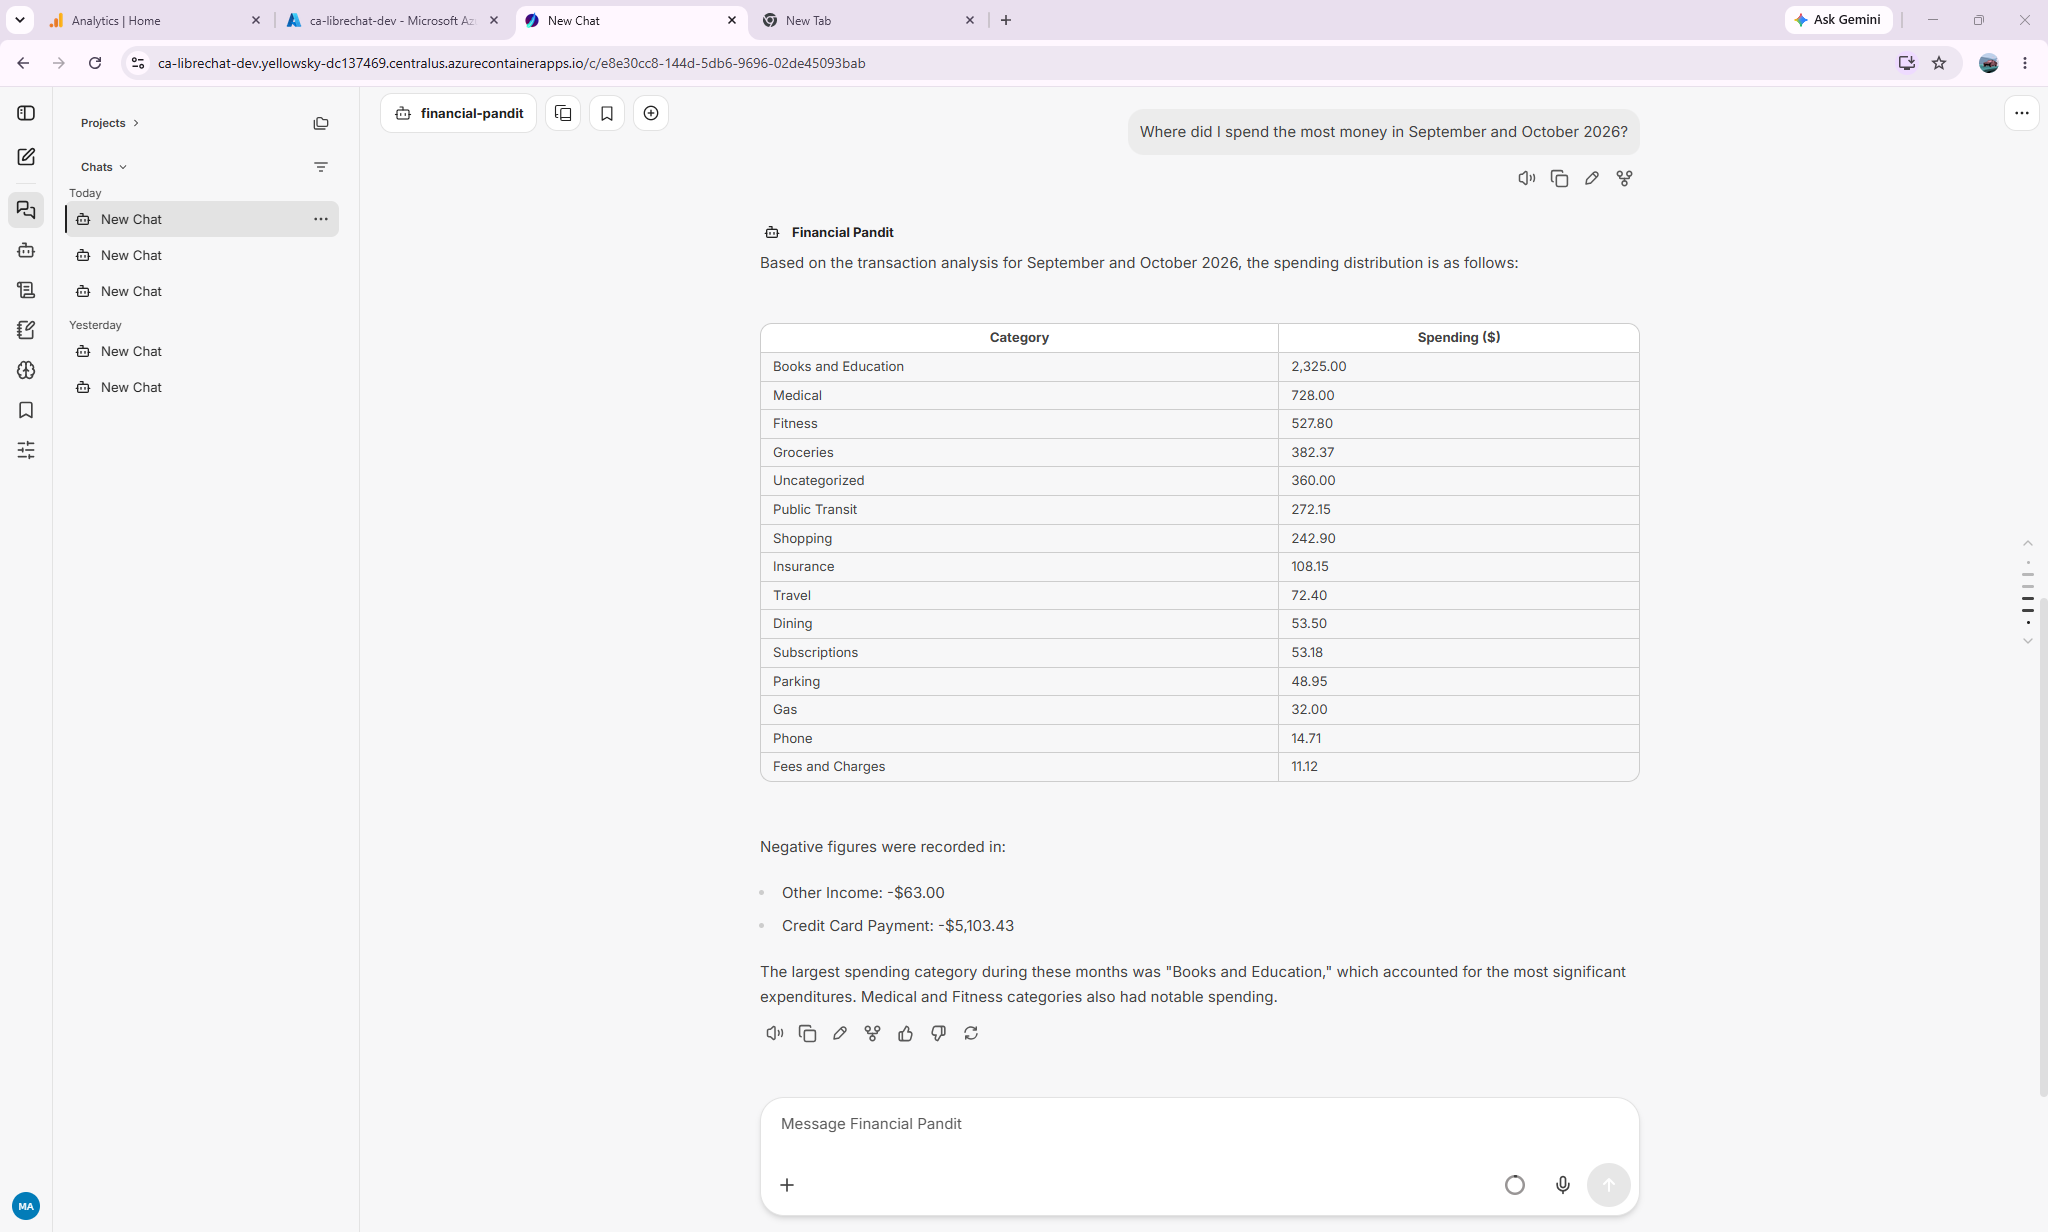 Analytics | Home
ca-librechat-dev - Microsoft Az
New Chat
New Tab
Ask Gemini
ca-librechat-dev.yellowsky-dc137469.centralus.azurecontainerapps.io/c/e8e30cc8-144d-5db6-9696-02de45093bab
Projects
Chats
Today
New Chat
New Chat
New Chat
Yesterday
New Chat
New Chat
MA
financial-pandit
Where did I spend the most money in September and October 2026?
Financial Pandit
Based on the transaction analysis for September and October 2026, the spending distribution is as follows:
Category Spending ($)
Books and Education 2,325.00
Medical 728.00
Fitness 527.80
Groceries 382.37
Uncategorized 360.00
Public Transit 272.15
Shopping 242.90
Insurance 108.15
Travel 72.40
Dining 53.50
Subscriptions 53.18
Parking 48.95
Gas 32.00
Phone 14.71
Fees and Charges 11.12
Negative figures were recorded in:
Other Income: -$63.00
Credit Card Payment: -$5,103.43
The largest spending category during these months was "Books and Education," which accounted for the most significant
expenditures. Medical and Fitness categories also had notable spending.
Message Financial Pandit